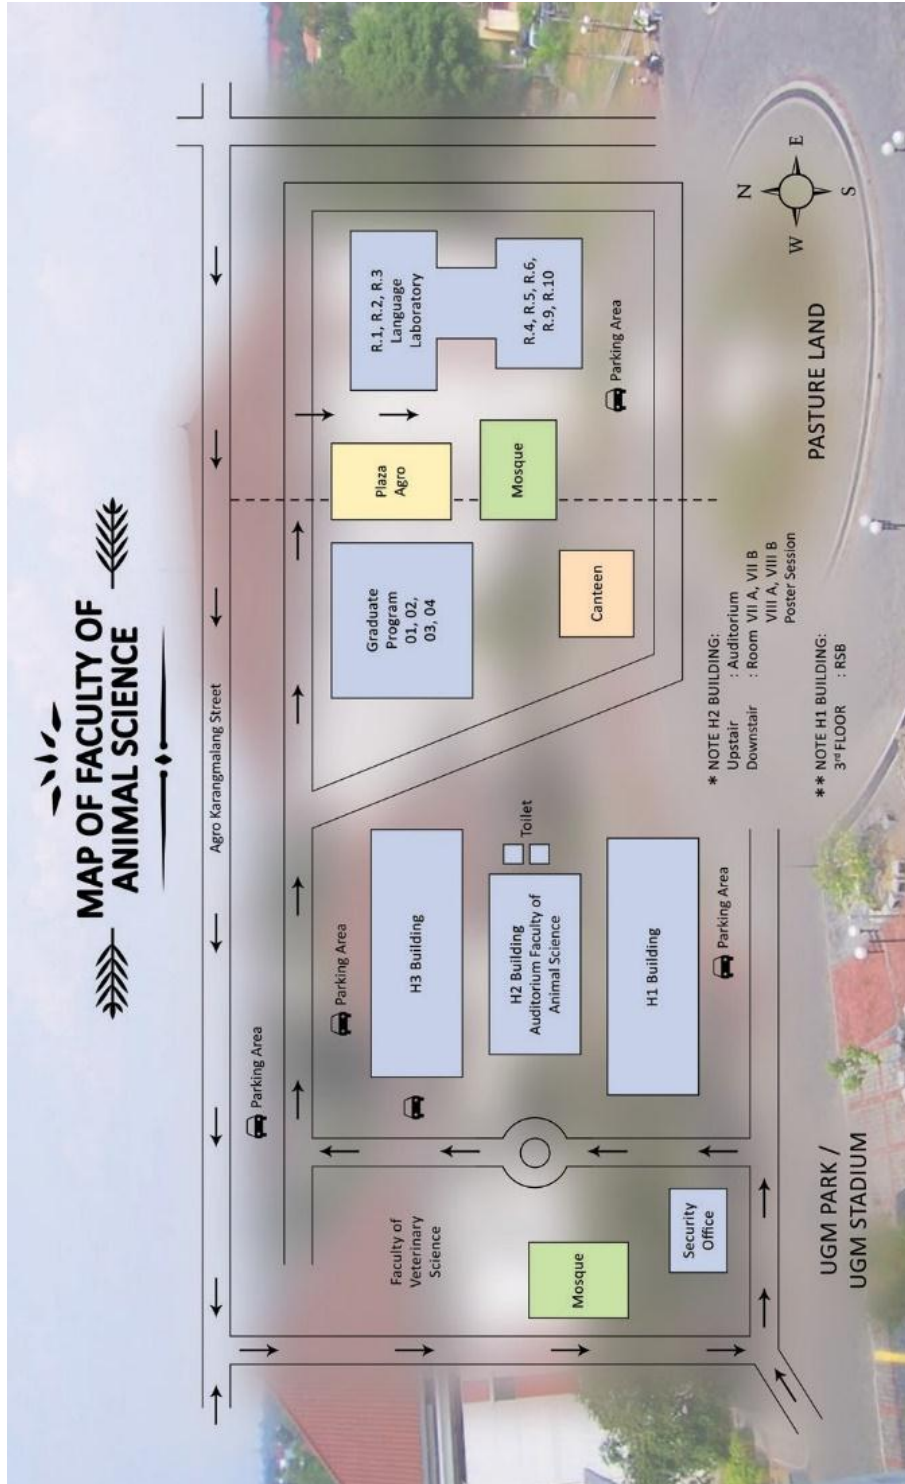 MAP OF FACULTY OF
ANIMAL SCIENCE
Agro Karangmalang Street
Parking Area
Parking Area
Faculty of
Veterinary
Science
Mosque
Security
Office
H3 Building
H2 Building
Auditorium Faculty of
Animal Science
Toilet
H1 Building
Parking Area
Graduate
Program
01, 02,
03, 04
Canteen
Plaza
Agro
Mosque
R.1, R.2, R.3
Language
Laboratory
R.4, R.5, R.6,
R.9, R.10
Parking Area
N
W
E
S
* NOTE H2 BUILDING:
Upstair : Auditorium
Downstair : Room VII A, VII B
VIII A, VIII B
Poster Session
** NOTE H1 BUILDING:
3rd FLOOR : RSB
PASTURE LAND
UGM PARK /
UGM STADIUM